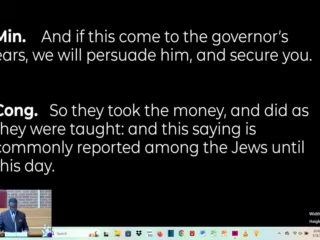 Min. And if this come to the governor's
ears, we will persuade him, and secure you.
Cong. So they took the money, and did as
they were taught: and this saying is
commonly reported among the Jews until
this day.
Search